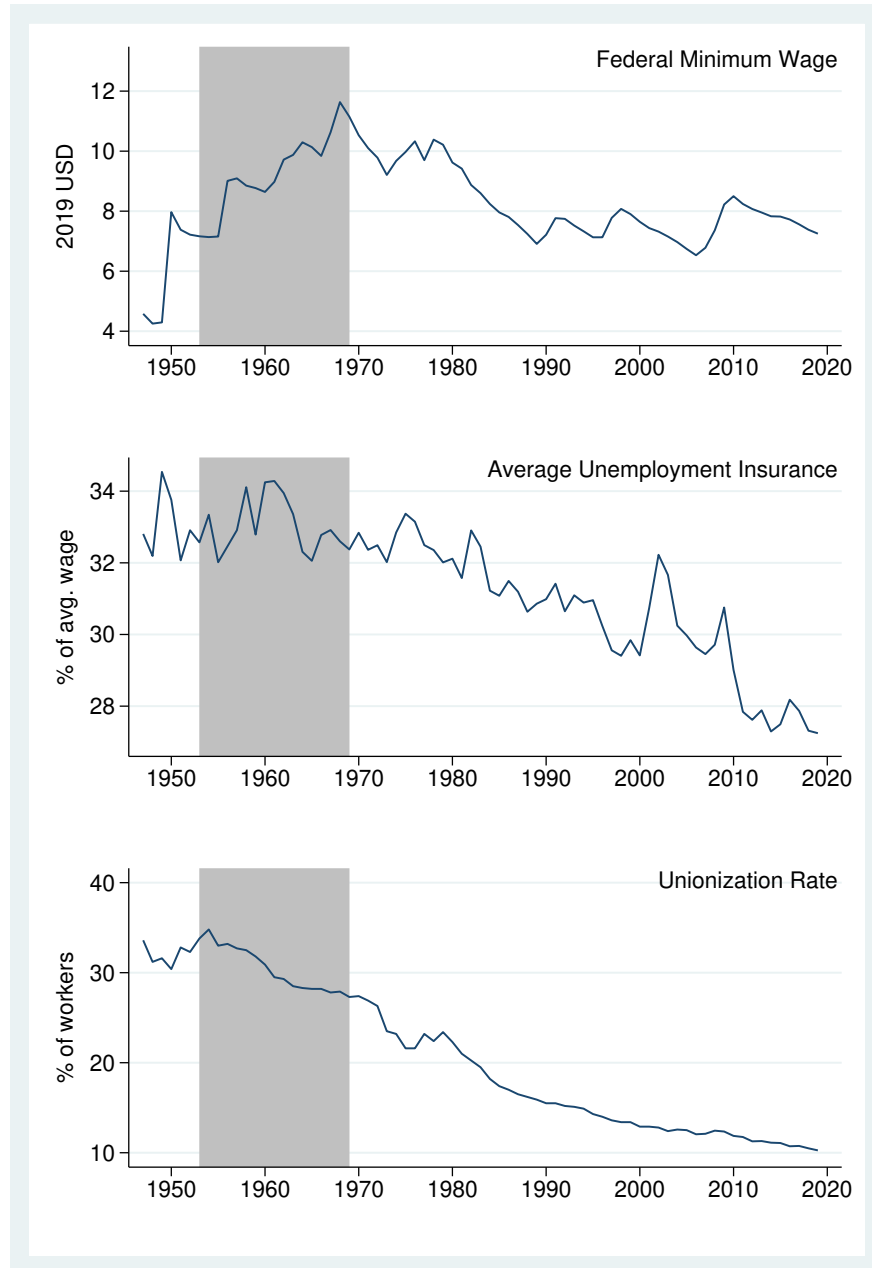 Federal Minimum Wage
2019 USD
12
10
8
6
4
1950 1960 1970 1980 1990 2000 2010 2020
Average Unemployment Insurance
% of avg. wage
34
32
30
28
1950 1960 1970 1980 1990 2000 2010 2020
Unionization Rate
% of workers
40
30
20
10
1950 1960 1970 1980 1990 2000 2010 2020